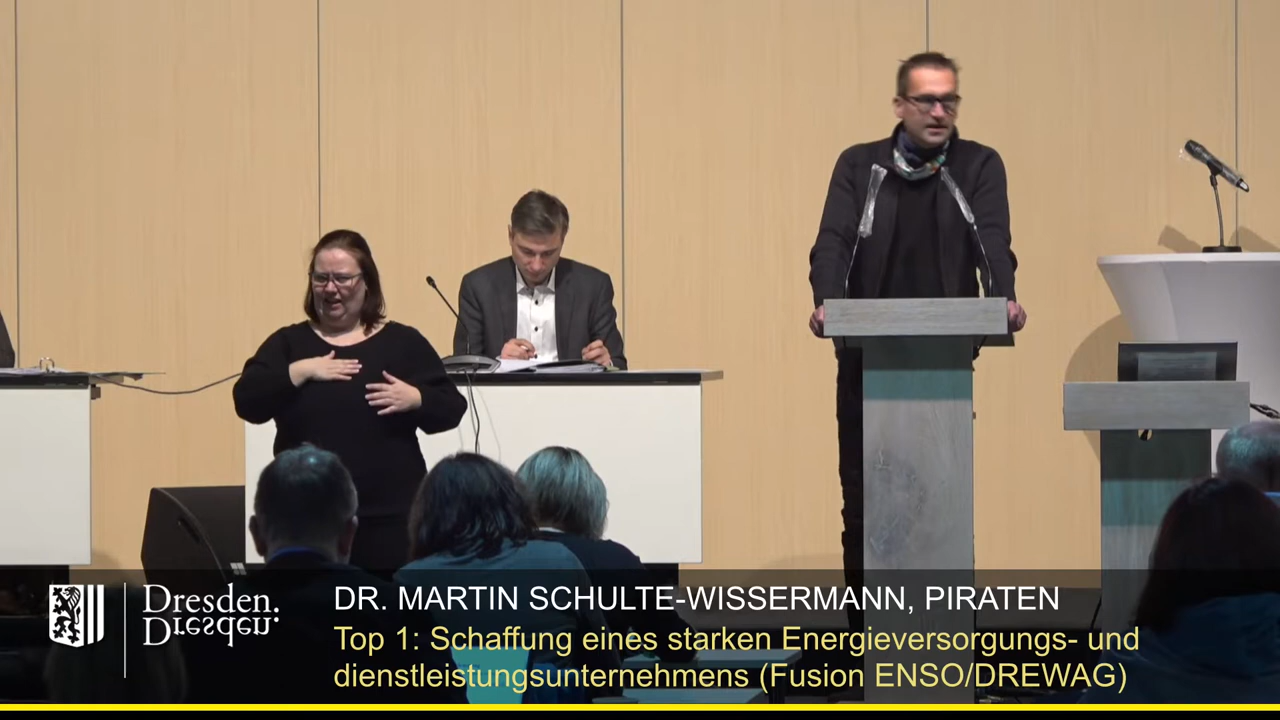 Dresden.
Dresden.
DR. MARTIN SCHULTE-WISSERMANN, PIRATEN
Top 1: Schaffung eines starken Energieversorgungs- und
dienstleistungsunternehmens (Fusion ENSO/DREWAG)